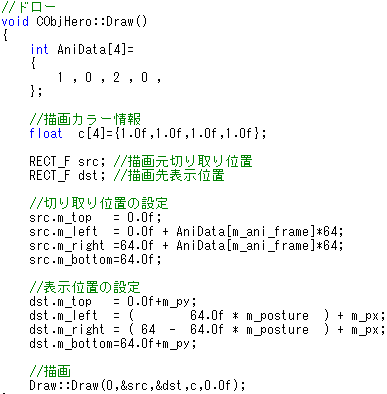 //ドロー
void CObjHero::Draw()
{
int AniData[4]=
{
1 , 0 , 2 , 0 ,
};
//描画カラー情報
float c[4]={1.0f,1.0f,1.0f,1.0f};
RECT_F src; //描画元切り取り位置
RECT_F dst; //描画先表示位置
//切り取り位置の設定
src.m_top = 0.0f;
src.m_left = 0.0f + AniData[m_ani_frame]*64;
src.m_right =64.0f + AniData[m_ani_frame]*64;
src.m_bottom=64.0f;
//表示位置の設定
dst.m_top = 0.0f+m_py;
dst.m_left = ( 64.0f * m_posture ) + m_px;
dst.m_right = ( 64 - 64.0f * m_posture ) + m_px;
dst.m_bottom=64.0f+m_py;
//描画
Draw::Draw(0,&src,&dst,c,0.0f);